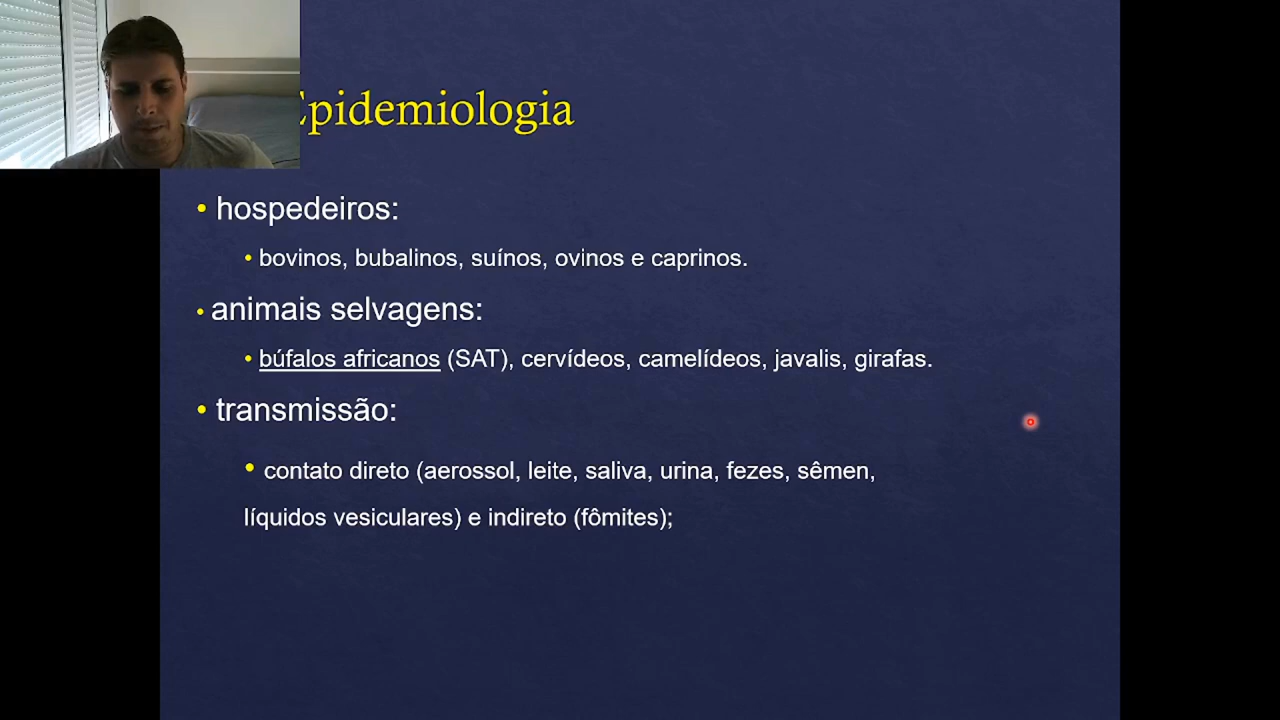 Epidemiologia
• hospedeiros:
• bovinos, bubalinos, suínos, ovinos e caprinos.
• animais selvagens:
• búfalos africanos (SAT), cervídeos, camelídeos, javalis, girafas.
• transmissão:
• contato direto (aerossol, leite, saliva, urina, fezes, sêmen,
líquidos vesiculares) e indireto (fômites);